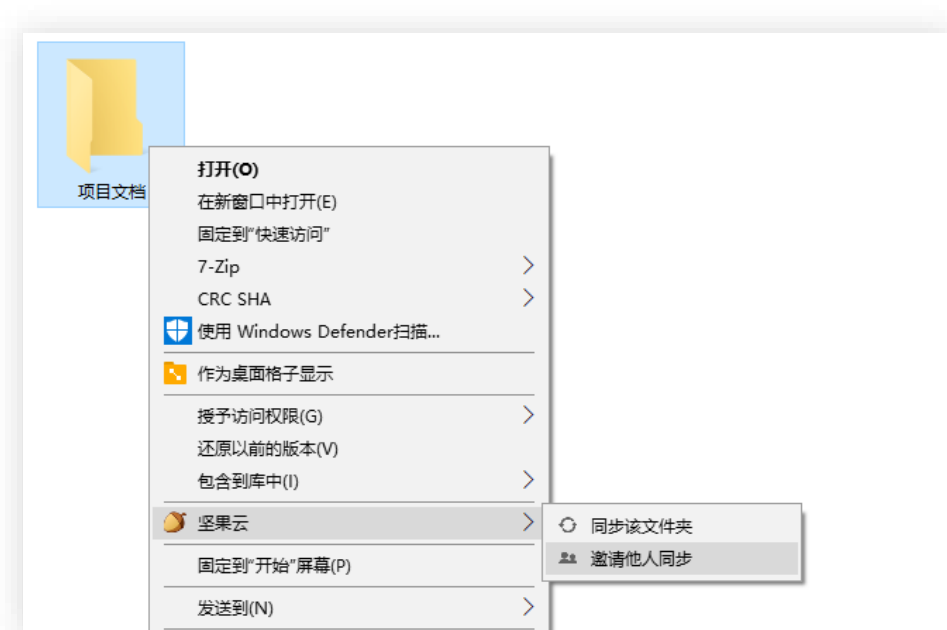 项目文档
打开(O)
在新窗口中打开(E)
固定到"快速访问"
7-Zip
CRC SHA
使用 Windows Defender扫描...
作为桌面格子显示
授予访问权限(G)
还原以前的版本(V)
包含到库中(I)
坚果云
同步该文件夹
邀请他人同步
固定到"开始"屏幕(P)
发送到(N)